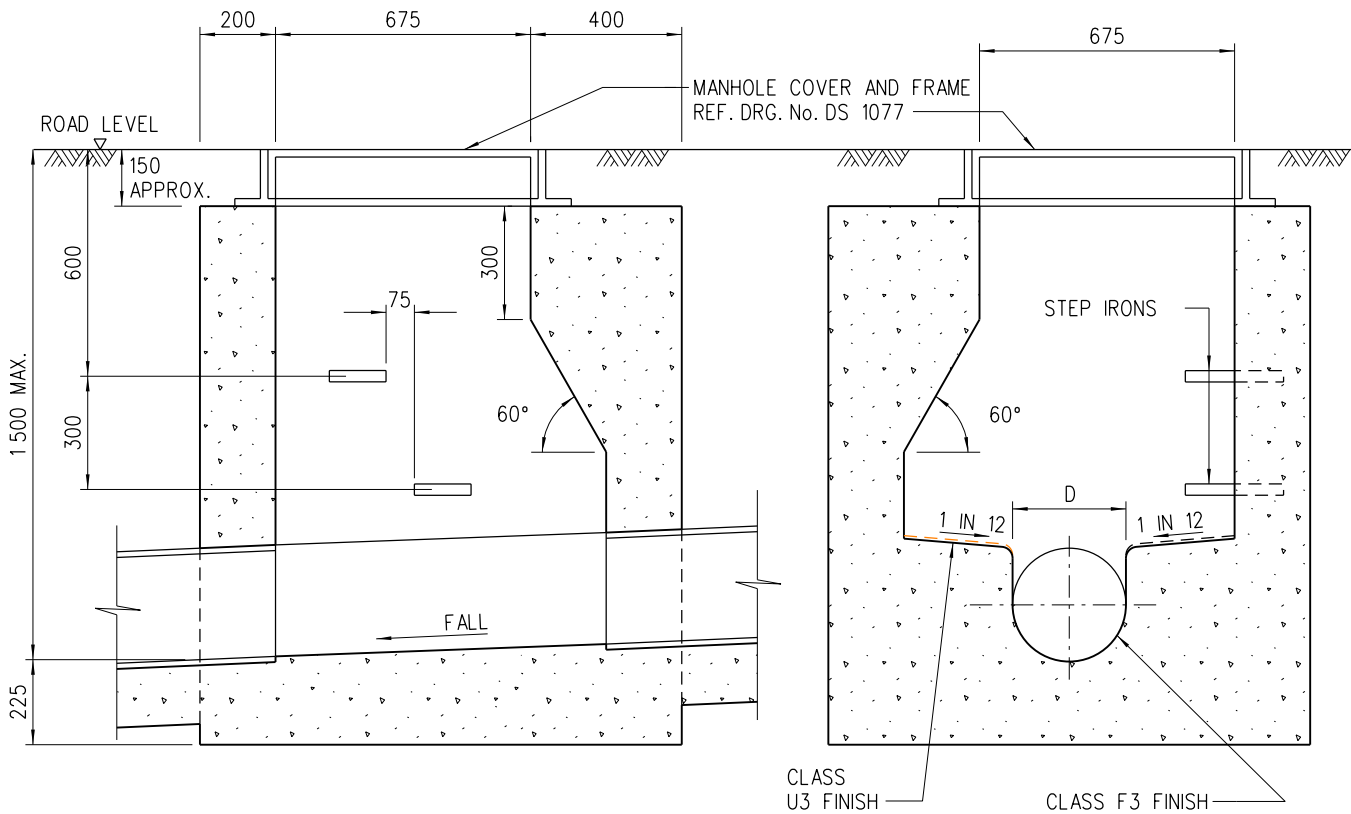 200
675
400
675
MANHOLE COVER AND FRAME
REF. DRG. No. DS 1077
ROAD LEVEL
150
APPROX.
600
300
75
STEP IRONS
1500 MAX.
60°
60°
300
D
1 IN 12
1 IN 12
FALL
225
CLASS
U3 FINISH
CLASS F3 FINISH